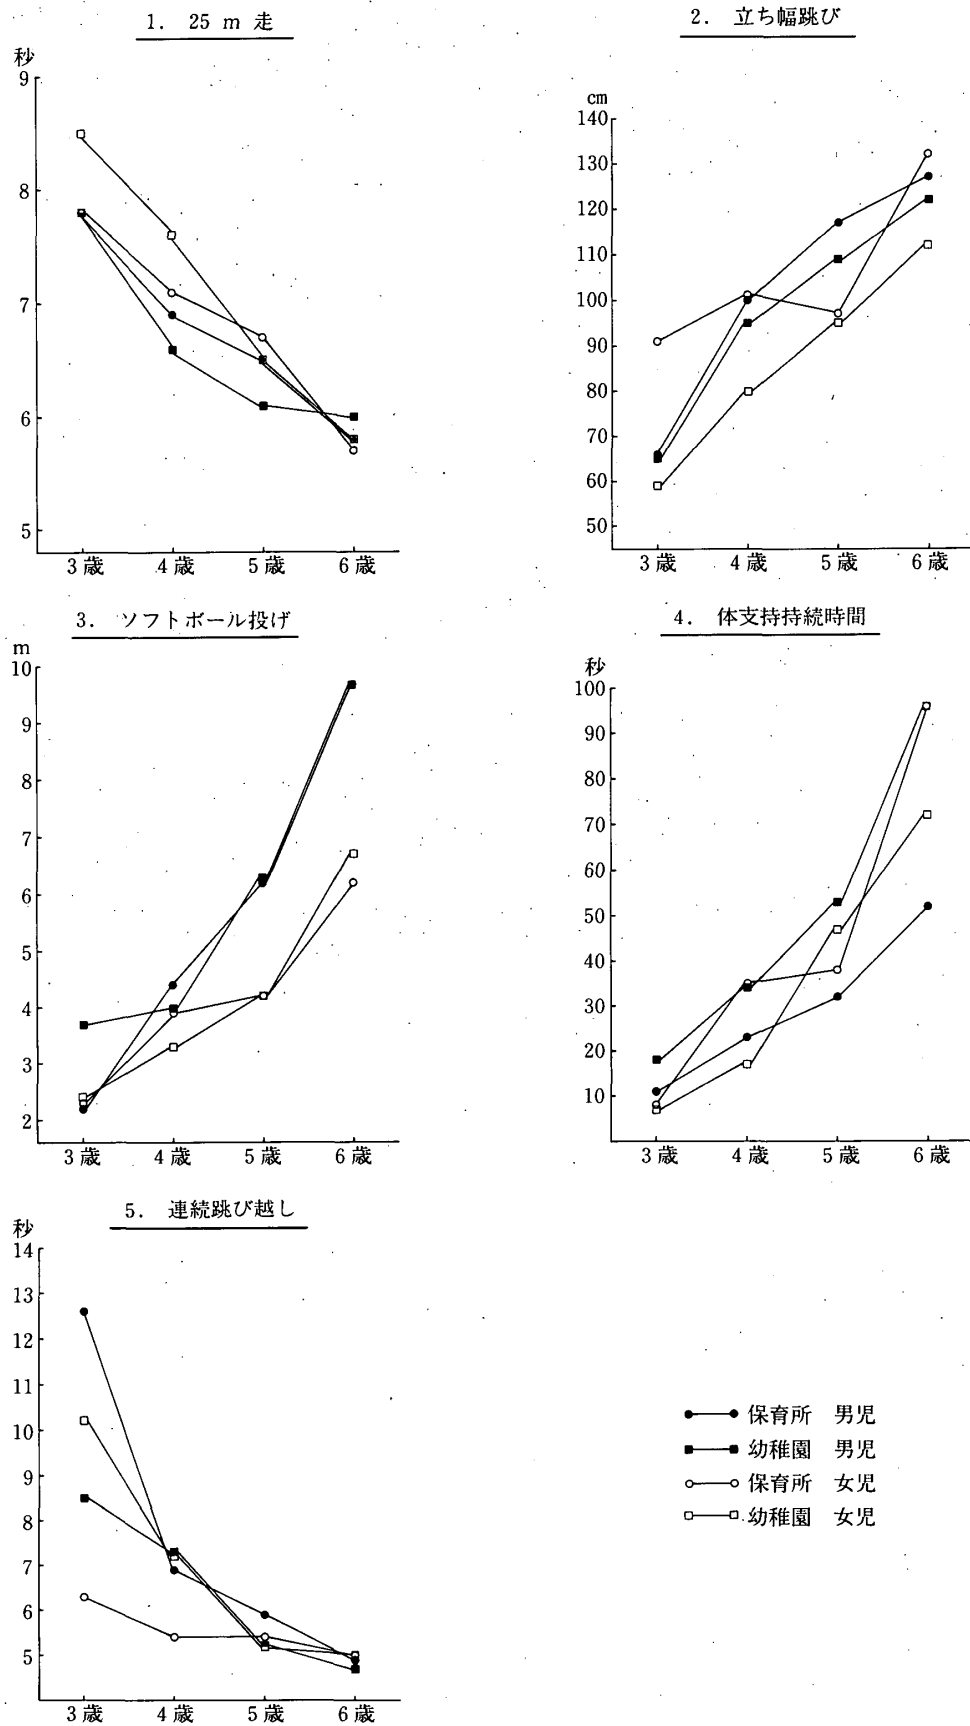 1. 25 m 走
秒
9
8
7
6
5
3歳 4歳 5歳 6歳
2. 立ち幅跳び
cm
140
130
120
110
100
90
80
70
60
50
3歳 4歳 5歳 6歳
3. ソフトボール投げ
m
10
9
8
7
6
5
4
3
2
3歳 4歳 5歳 6歳
4. 体支持持続時間
秒
100
90
80
70
60
50
40
30
20
10
3歳 4歳 5歳 6歳
5. 連続跳び越し
秒
14
13
12
11
10
9
8
7
6
5
3歳 4歳 5歳 6歳
保育所 男児
幼稚園 男児
保育所 女児
幼稚園 女児